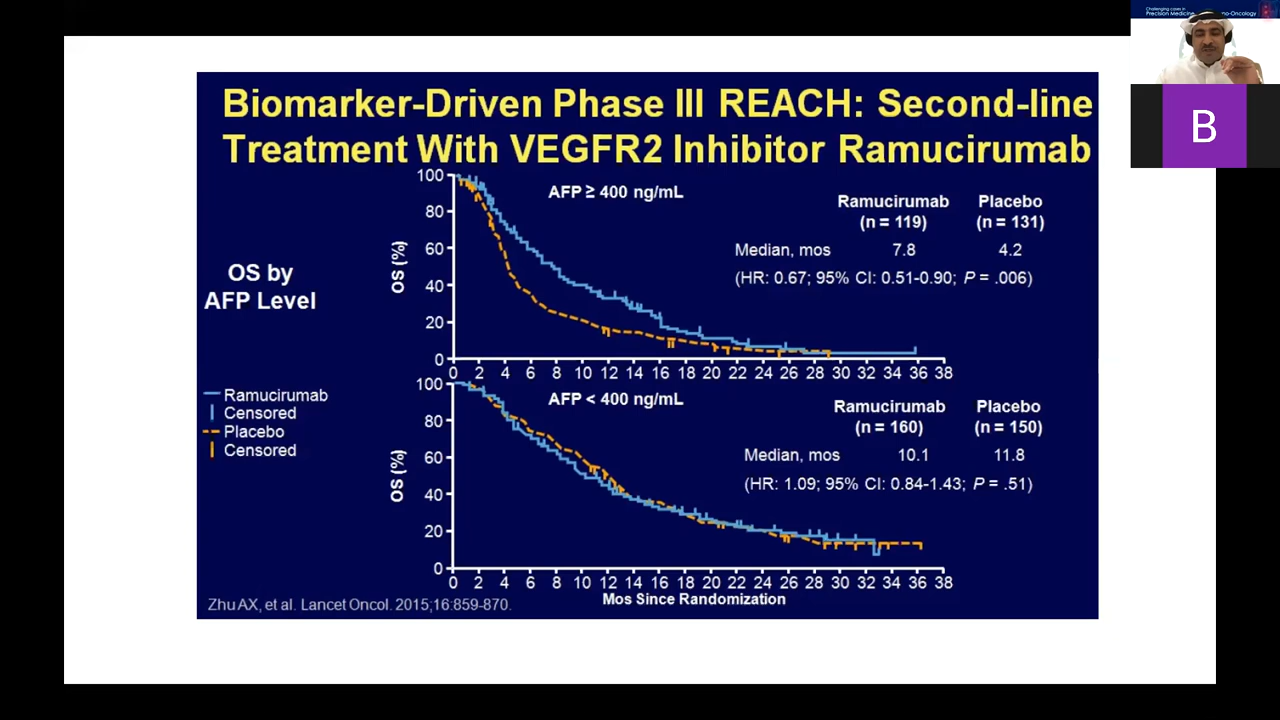 Challenging cases in
Precision Medicine
no-Oncology
B
Biomarker-Driven Phase III REACH: Second-line
Treatment With VEGFR2 Inhibitor Ramucirumab
OS by
AFP Level
Ramucirumab
Censored
Placebo
Censored
AFP ≥ 400 ng/mL
OS (%)
100
80
60
40
20
0
0 2 4 6 8 10 12 14 16 18 20 22 24 26 28 30 32 34 36 38
Ramucirumab Placebo
(n = 119) (n = 131)
Median, mos 7.8 4.2
(HR: 0.67; 95% CI: 0.51-0.90; P = .006)
AFP < 400 ng/mL
OS (%)
100
80
60
40
20
0
0 2 4 6 8 10 12 14 16 18 20 22 24 26 28 30 32 34 36 38
Mos Since Randomization
Ramucirumab Placebo
(n = 160) (n = 150)
Median, mos 10.1 11.8
(HR: 1.09; 95% CI: 0.84-1.43; P = .51)
Zhu AX, et al. Lancet Oncol. 2015;16:859-870.